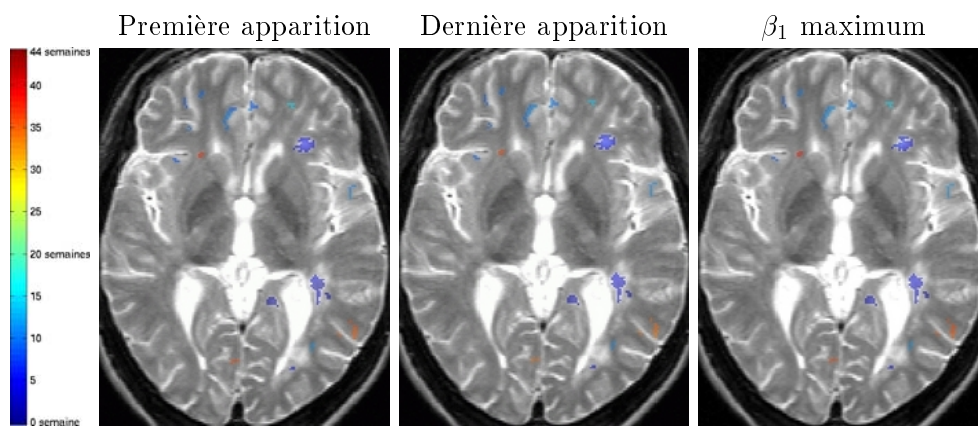 Première apparition
Dernière apparition
β₁ maximum
44 semaines
40
35
30
25
20 semaines
15
10
5
0 semaine